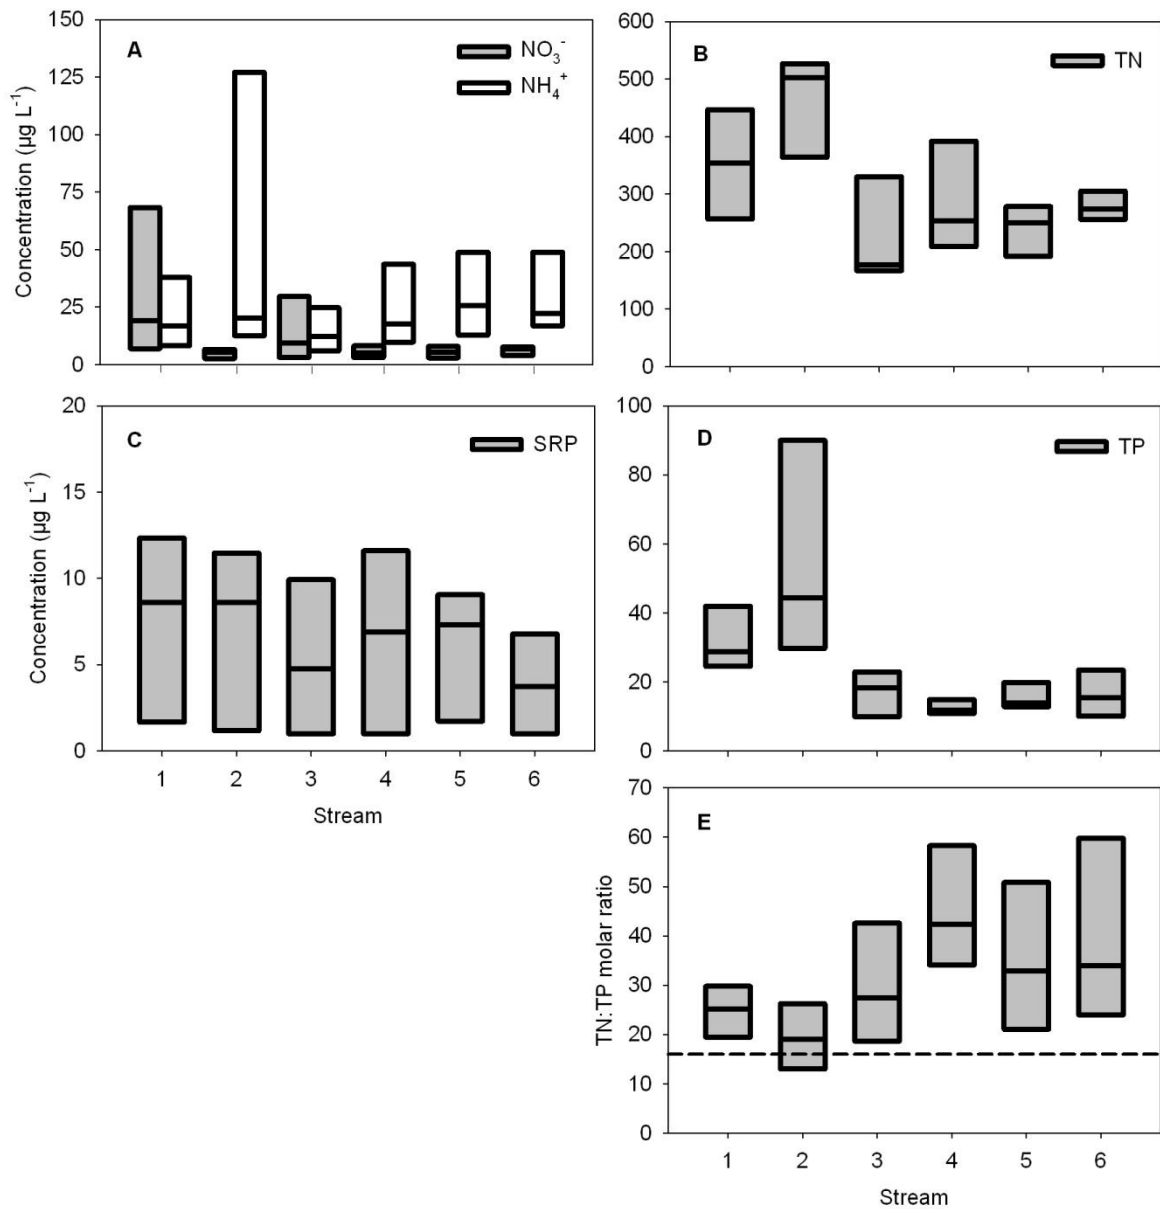 A
NO₃⁻
NH₄⁺
Concentration (µg L⁻¹)
150
125
100
75
50
25
0
B
TN
600
500
400
300
200
100
0
C
SRP
Concentration (µg L⁻¹)
20
15
10
5
0
1 2 3 4 5 6
Stream
D
TP
100
80
60
40
20
0
E
TN:TP molar ratio
70
60
50
40
30
20
10
0
1 2 3 4 5 6
Stream